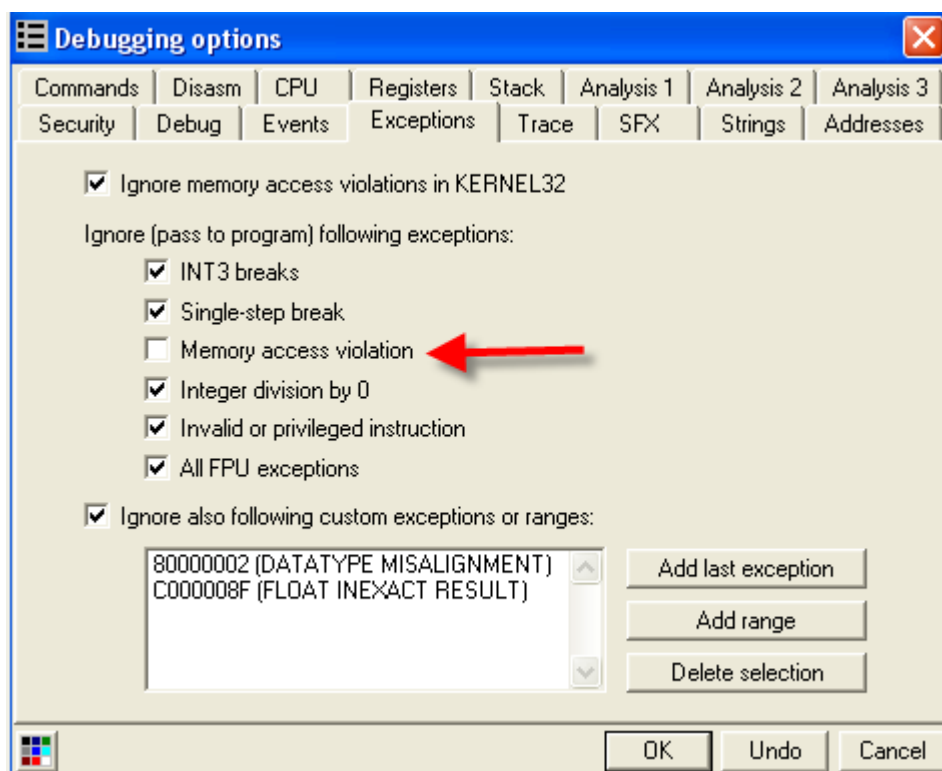 Debugging options
Commands Disasm CPU Registers Stack Analysis 1 Analysis 2 Analysis 3
Security Debug Events Exceptions Trace SFX Strings Addresses
Ignore memory access violations in KERNEL32
Ignore (pass to program) following exceptions:
INT3 breaks
Single-step break
Memory access violation
Integer division by 0
Invalid or privileged instruction
All FPU exceptions
Ignore also following custom exceptions or ranges:
80000002 (DATATYPE MISALIGNMENT)
C000008F (FLOAT INEXACT RESULT)
Add last exception
Add range
Delete selection
OK Undo Cancel